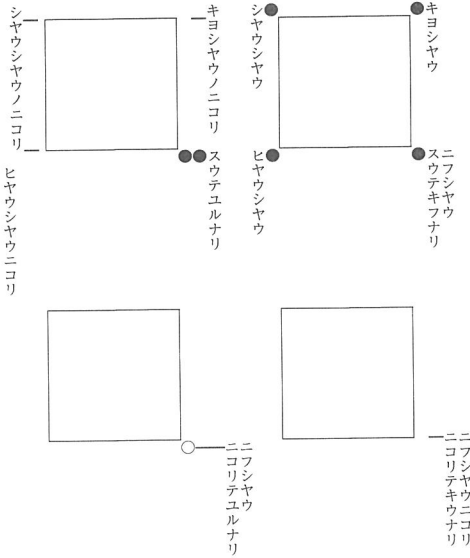 キヨシヤウ
ニフシヤウ
スウテキフナリ
シヤウシヤウ
ヒヤウシヤウ
キヨシヤウノニコリ
スウテユルナリ
シヤウシヤウノニコリ
ヒヤウシヤウニコリ
ニフシヤウニコリ
ニコリテキウナリ
ニフシヤウ
ニコリテユルナリ